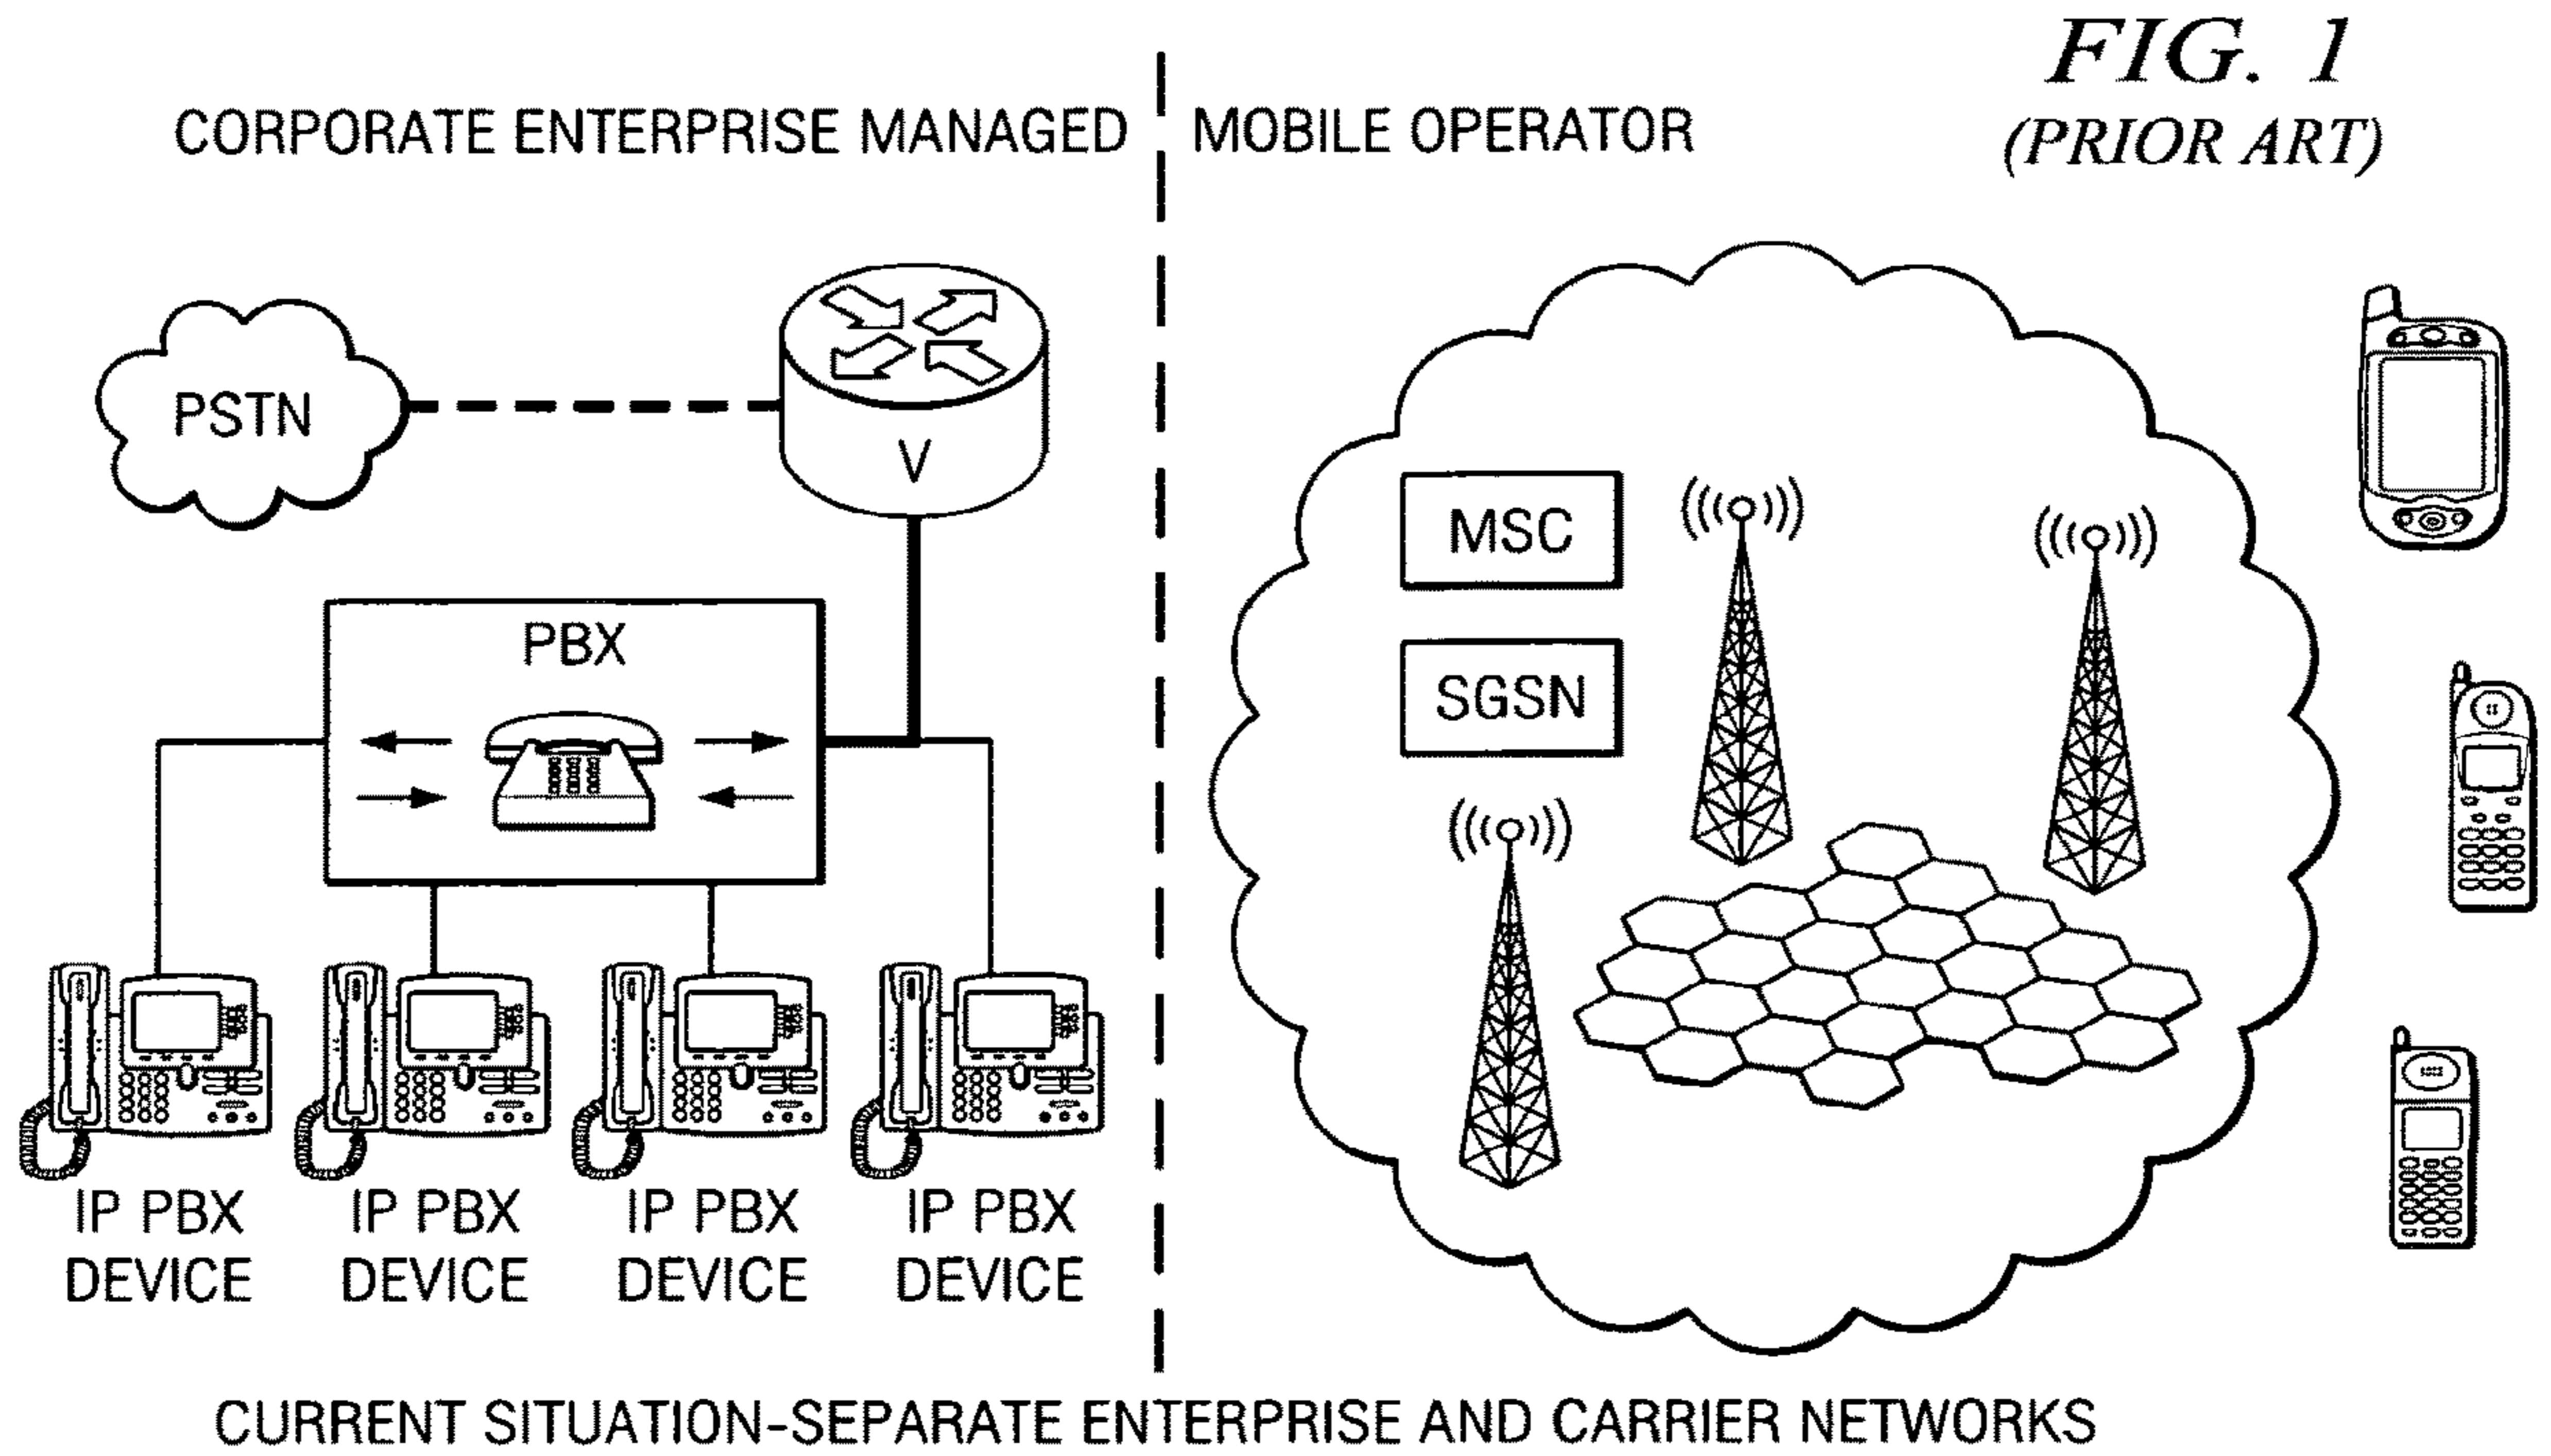 FIG. 1
(PRIOR ART)
CORPORATE ENTERPRISE MANAGED
MOBILE OPERATOR
PSTN
V
MSC
PBX
SGSN
IP PBX
DEVICE
IP PBX
DEVICE
IP PBX
DEVICE
IP PBX
DEVICE
CURRENT SITUATION-SEPARATE ENTERPRISE AND CARRIER NETWORKS